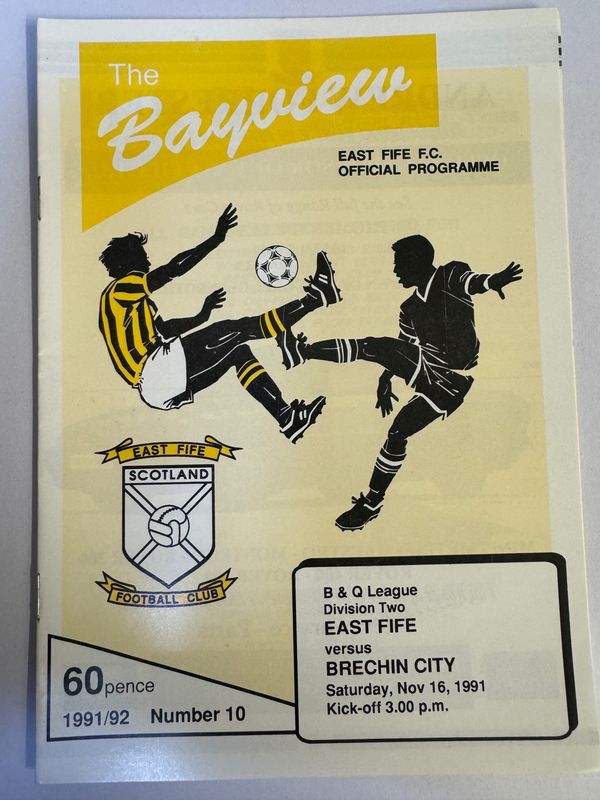 The
Bayview
EAST FIFE F.C.
OFFICIAL PROGRAMME
EAST FIFE
SCOTLAND
FOOTBALL CLUB
B & Q League
Division Two
EAST FIFE
versus
BRECHIN CITY
Saturday, Nov 16, 1991
Kick-off 3.00 p.m.
60pence
1991/92 Number 10